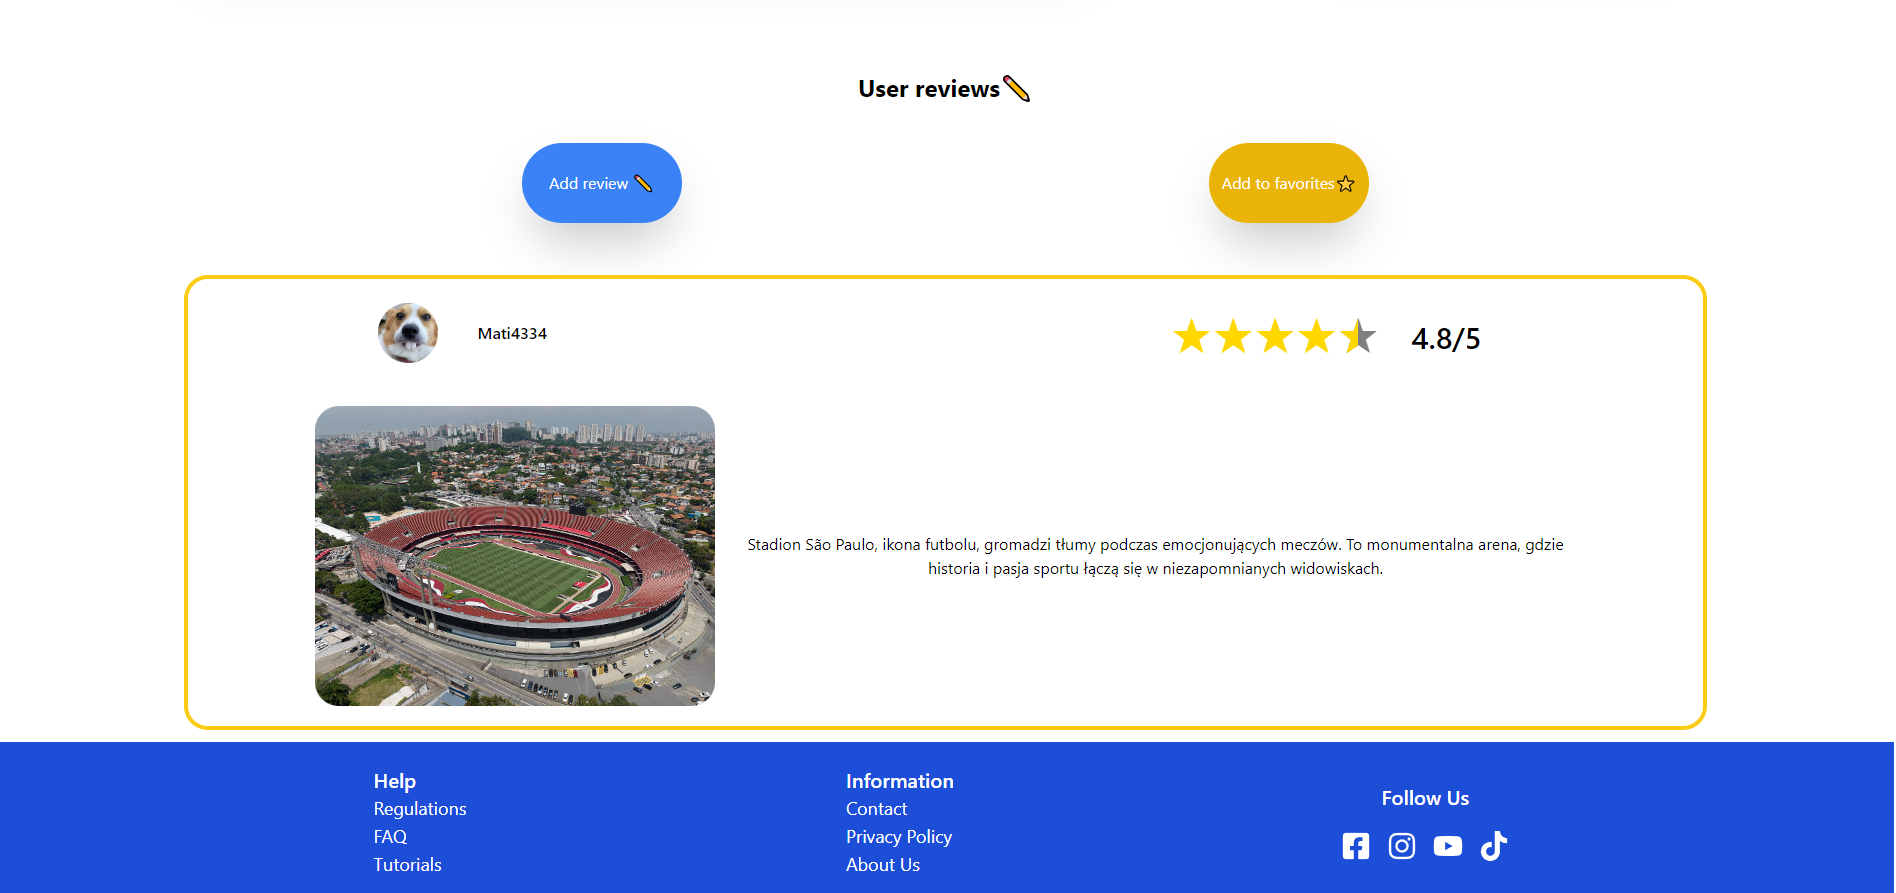 User reviews
Add review
Add to favorites
Mati4334
4.8/5
Stadion São Paulo, ikona futbolu, gromadzi tłumy podczas emocjonujących meczów. To monumentalna arena, gdzie
historia i pasja sportu łączą się w niezapomnianych widowiskach.
Help
Regulations
FAQ
Tutorials
Information
Contact
Privacy Policy
About Us
Follow Us